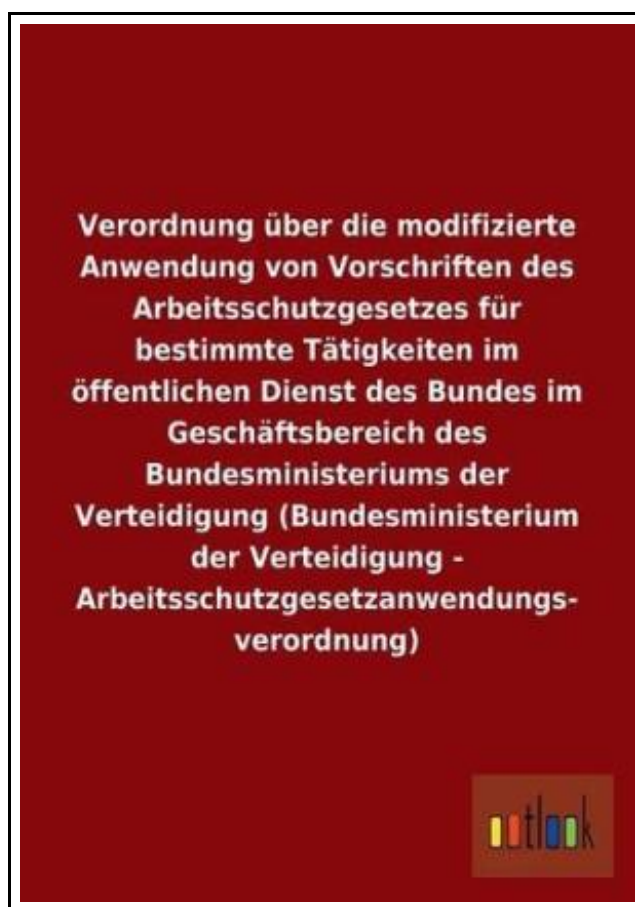 Verordnung über die modifizierte
Anwendung von Vorschriften des
Arbeitsschutzgesetzes für
bestimmte Tätigkeiten im
öffentlichen Dienst des Bundes im
Geschäftsbereich des
Bundesministeriums der
Verteidigung (Bundesministerium
der Verteidigung -
Arbeitsschutzgesetzanwendungs-
verordnung)
outlook